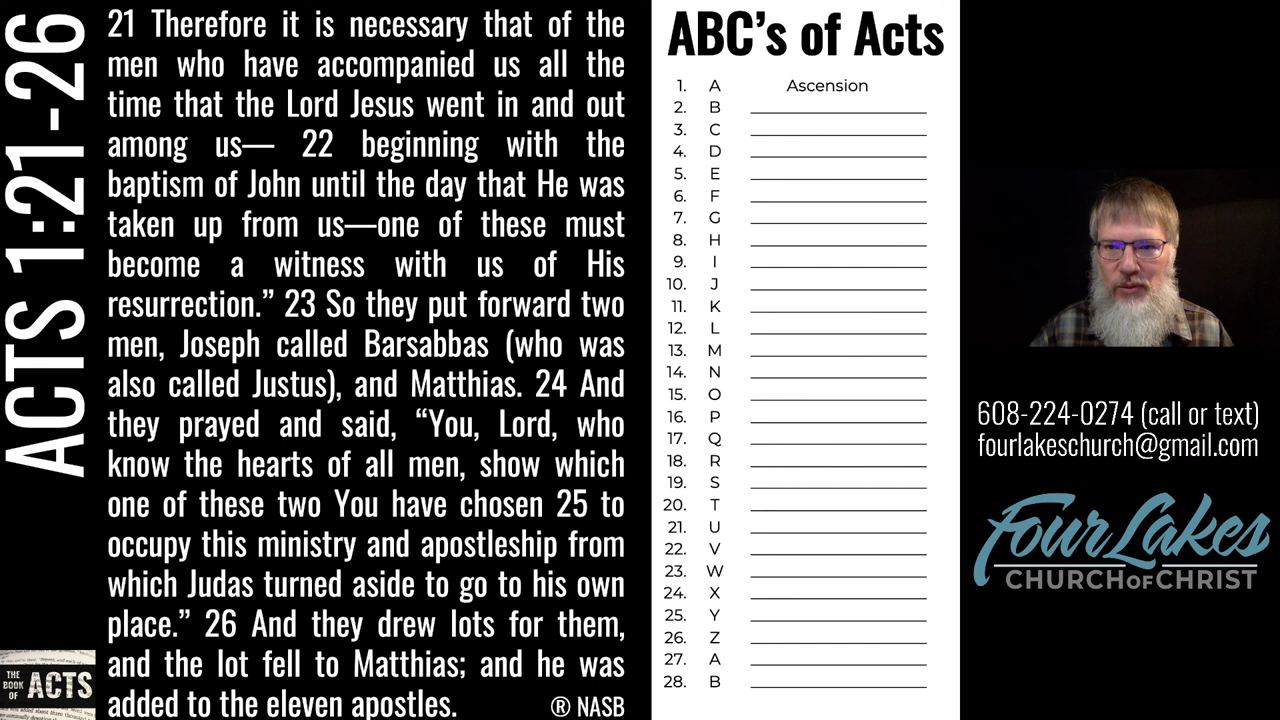 ACTS 1:21-26
21 Therefore it is necessary that of the
men who have accompanied us all the
time that the Lord Jesus went in and out
among us— 22 beginning with the
baptism of John until the day that He was
taken up from us—one of these must
become a witness with us of His
resurrection.” 23 So they put forward two
men, Joseph called Barsabbas (who was
also called Justus), and Matthias. 24 And
they prayed and said, “You, Lord, who
know the hearts of all men, show which
one of these two You have chosen 25 to
occupy this ministry and apostleship from
which Judas turned aside to go to his own
place.” 26 And they drew lots for them,
and the lot fell to Matthias; and he was
added to the eleven apostles.
® NASB
THE
BOOK
OF
ACTS
ABC’s of Acts
1. A Ascension
2. B
3. C
4. D
5. E
6. F
7. G
8. H
9. I
10. J
11. K
12. L
13. M
14. N
15. O
16. P
17. Q
18. R
19. S
20. T
21. U
22. V
23. W
24. X
25. Y
26. Z
27. A
28. B
608-224-0274 (call or text)
fourlakeschurch@gmail.com
Four Lakes
CHURCH OF CHRIST